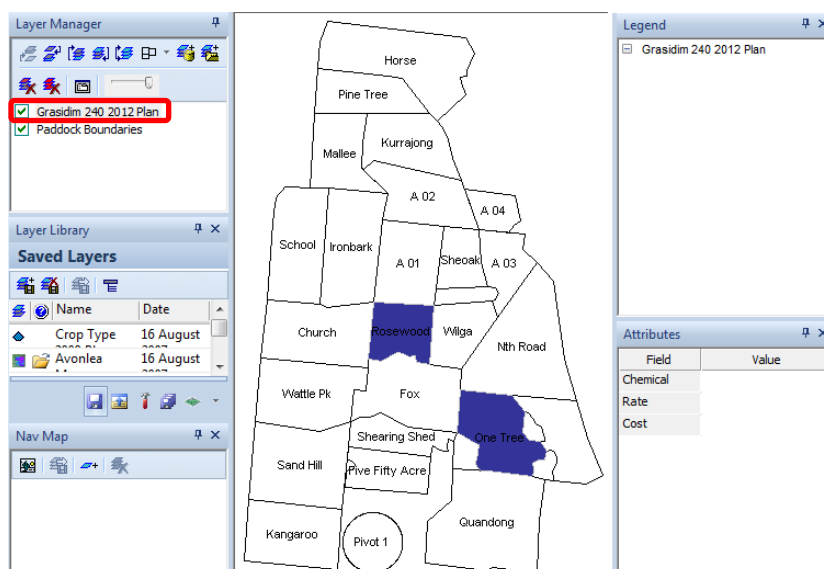 Layer Manager
Grasidim 240 2012 Plan
Paddock Boundaries
Layer Library
Saved Layers
Name Date
Crop Type 16 August
Avonlea 16 August
Nav Map
Horse
Pine Tree
Kurrajong
Mallee
A 02
A 04
School
Ironbark
A 01
Sheoak
A 03
Church
Rosewood
Wilga
Nth Road
Wattle Pk
Fox
Shearing Shed
One Tree
Sand Hill
Five Fifty Acre
Quandong
Kangaroo
Pivot 1
Legend
Grasidim 240 2012 Plan
Attributes
Field Value
Chemical
Rate
Cost